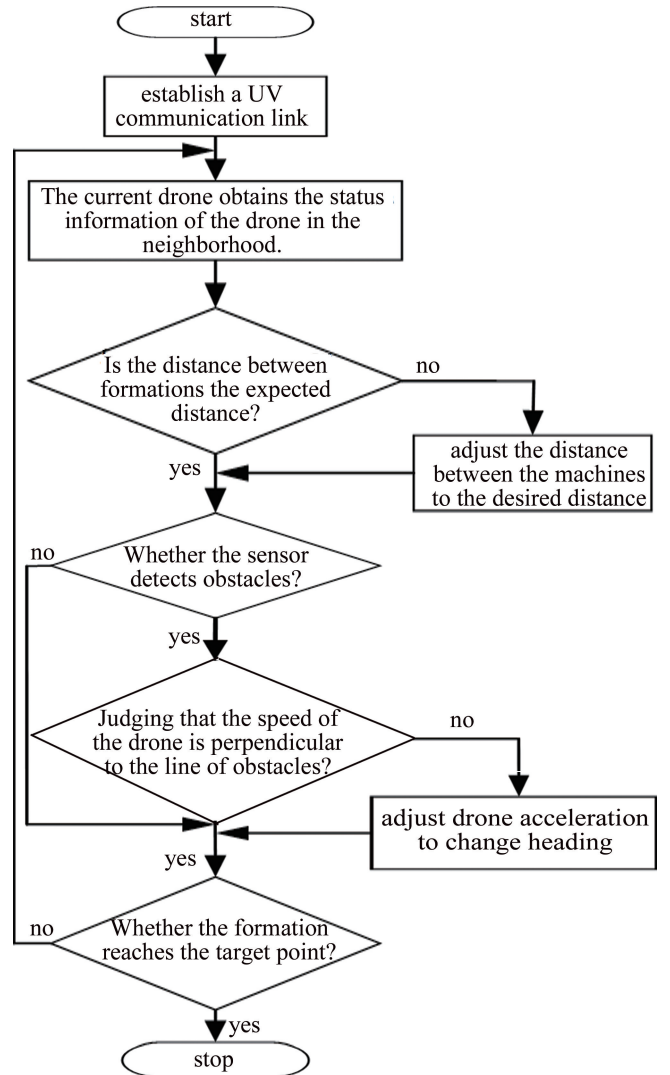 start
establish a UV
communication link
The current drone obtains the status
information of the drone in the
neighborhood.
Is the distance between
formations the expected
distance?
no
adjust the distance
between the machines
to the desired distance
yes
Whether the sensor
detects obstacles?
no
yes
Judging that the speed of
the drone is perpendicular
to the line of obstacles?
no
adjust drone acceleration
to change heading
yes
Whether the formation
reaches the target point?
no
yes
stop